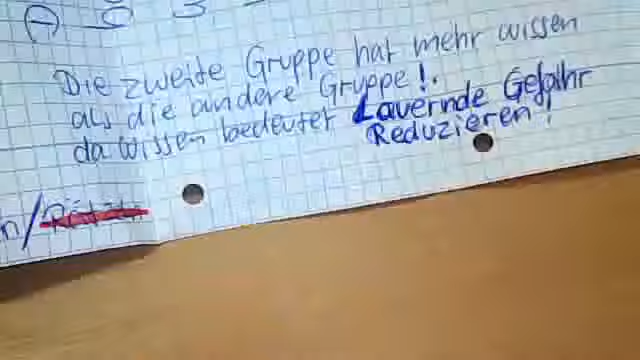 Die zweite Gruppe hat mehr wissen
als die andere Gruppe!.
da wissen bedeutet Lauernde Gefahr
Reduzieren!
n/